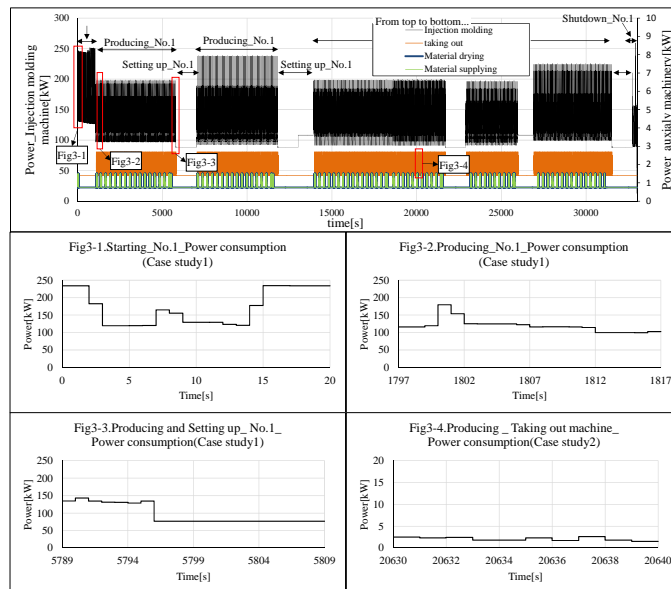 From top to bottom...
Injection molding
taking out
Material drying
Material supplying
Shutdown_No.1
Producing_No.1
Producing_No.1
Setting up_No.1
Setting up_No.1
Power_Injection molding machine[kW]
300
250
200
150
100
50
0
Power_auxialy machinery[kW]
10
9
8
7
6
5
4
3
2
1
0
Fig3-1
Fig3-2
Fig3-3
Fig3-4
0 5000 10000 15000 20000 25000 30000
time[s]
Fig3-1.Starting_No.1_Power consumption
(Case study1)
Power[kW]
250
200
150
100
50
0
0 5 10 15 20
Time[s]
Fig3-2.Producing_No.1_Power consumption
(Case study1)
Power[kW]
250
200
150
100
50
0
1797 1802 1807 1812 1817
Time[s]
Fig3-3.Producing and Setting up_ No.1_
Power consumption(Case study1)
Power[kW]
250
200
150
100
50
0
5789 5794 5799 5804 5809
Time[s]
Fig3-4.Producing _ Taking out machine_
Power consumption(Case study2)
Power[kW]
20
15
10
5
0
20630 20632 20634 20636 20638 20640
Time[s]